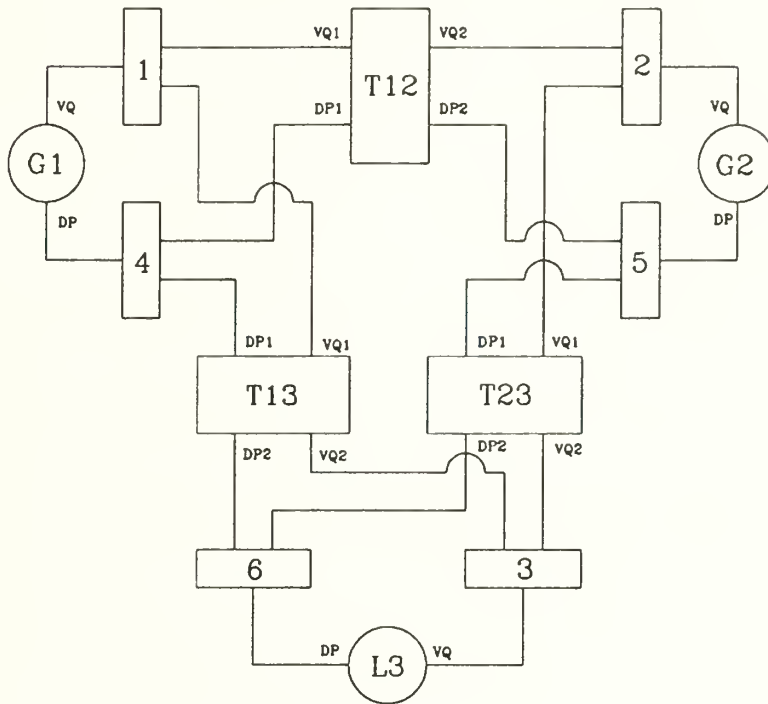 VQ1 VQ2
1 T12 2
VQ DP1 DP2 VQ
G1 G2
DP DP
4 5
DP1 VQ1 DP1 VQ1
T13 T23
DP2 VQ2 DP2 VQ2
6 3
DP L3 VQ